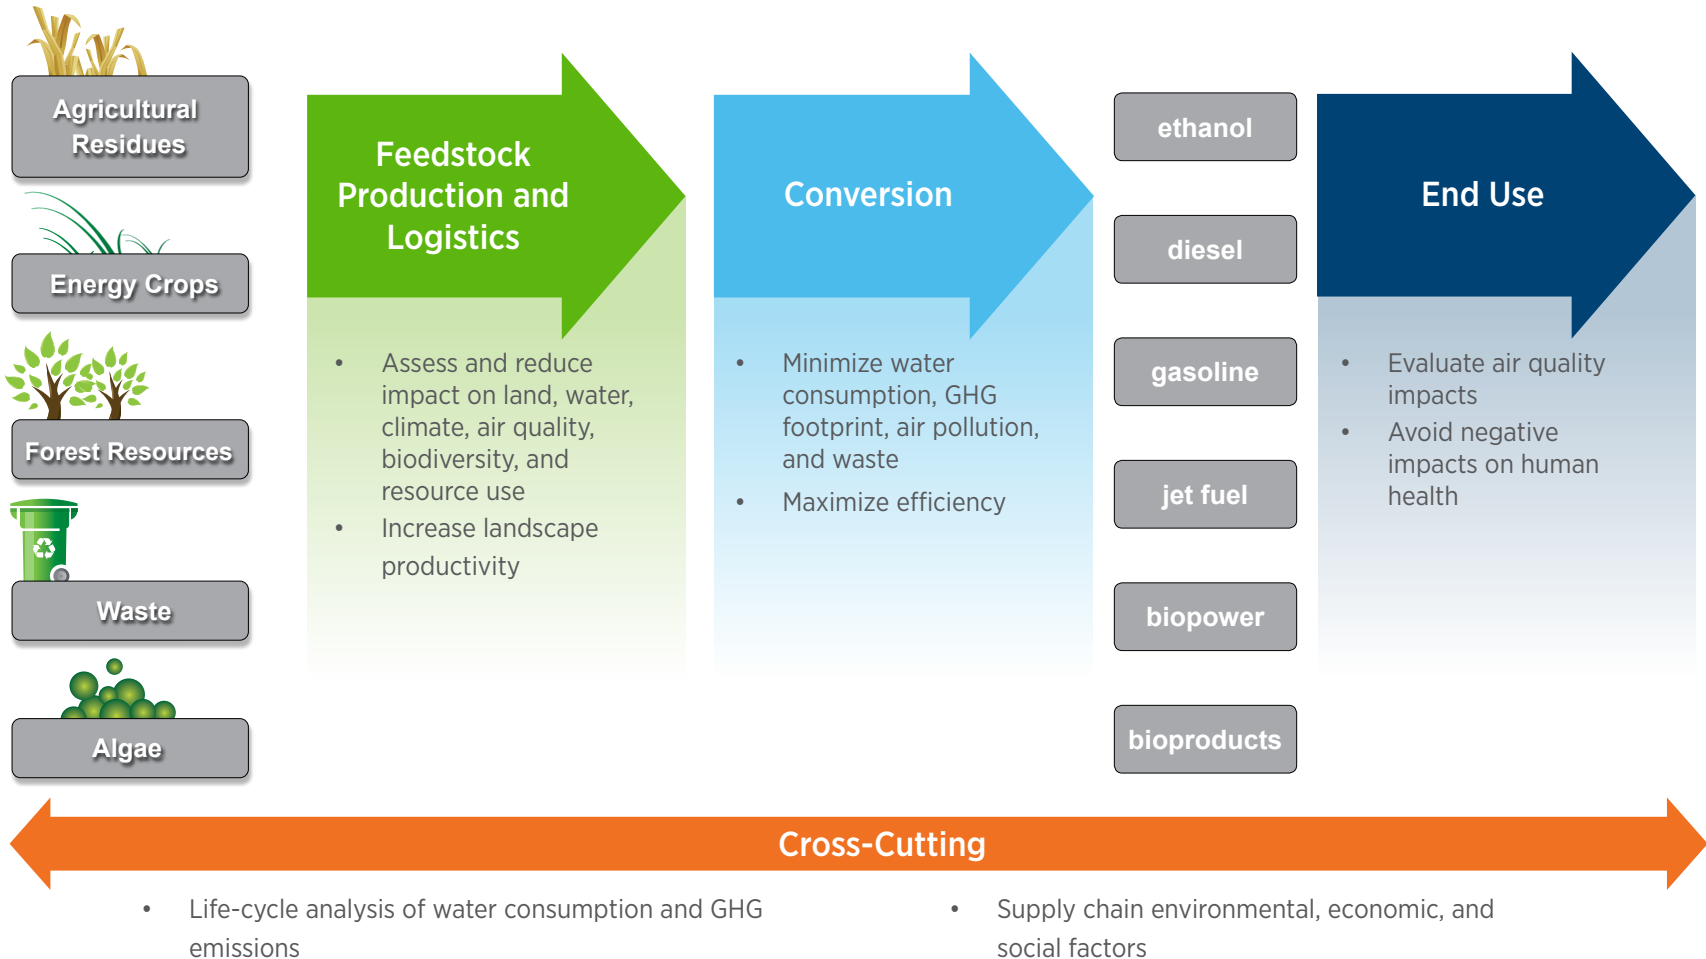 Agricultural
Residues
Energy Crops
Forest Resources
Waste
Algae
Feedstock
Production and
Logistics
• Assess and reduce
impact on land, water,
climate, air quality,
biodiversity, and
resource use
• Increase landscape
productivity
Conversion
• Minimize water
consumption, GHG
footprint, air pollution,
and waste
• Maximize efficiency
ethanol
diesel
gasoline
jet fuel
biopower
bioproducts
End Use
• Evaluate air quality
impacts
• Avoid negative
impacts on human
health
Cross-Cutting
• Life-cycle analysis of water consumption and GHG
emissions
• Supply chain environmental, economic, and
social factors